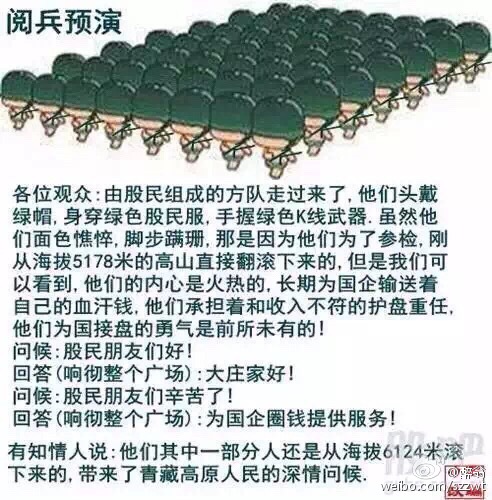 阅兵预演
各位观众:由股民组成的方队走过来了,他们头戴
绿帽,身穿绿色股民服,手握绿色K线武器.虽然他
们面色憔悴,脚步蹒跚,那是因为他们为了参检,刚
从海拔5178米的高山直接翻滚下来的,但是我们可
以看到,他们的内心是火热的,长期为国企输送着
自己的血汗钱,他们承担着和收入不符的护盘重任,
他们为国接盘的勇气是前所未有的!
问候:股民朋友们好!
回答(响彻整个广场):大庄家好!
问候:股民朋友们辛苦了!
回答(响彻整个广场):为国企圈钱提供服务!
有知情人说:他们其中一部分人还是从海拔6124米滚
下来的,带来了青藏高原人民的深情问候.